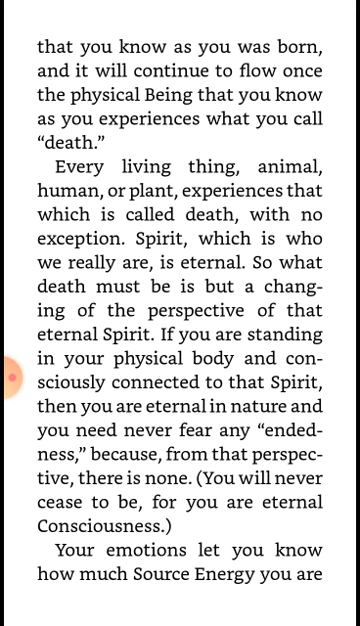 that you know as you was born,
and it will continue to flow once
the physical Being that you know
as you experiences what you call
“death.”
Every living thing, animal,
human, or plant, experiences that
which is called death, with no
exception. Spirit, which is who
we really are, is eternal. So what
death must be is but a chang-
ing of the perspective of that
eternal Spirit. If you are standing
in your physical body and con-
sciously connected to that Spirit,
then you are eternal in nature and
you need never fear any “ended-
ness,” because, from that perspec-
tive, there is none. (You will never
cease to be, for you are eternal
Consciousness.)
Your emotions let you know
how much Source Energy you are